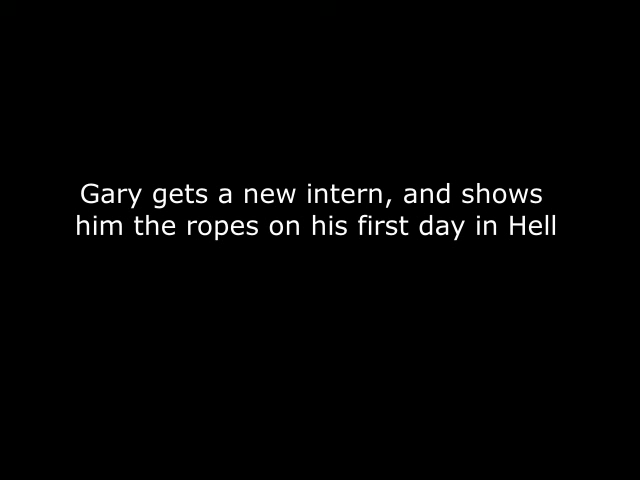 Gary gets a new intern, and shows
him the ropes on his first day in Hell